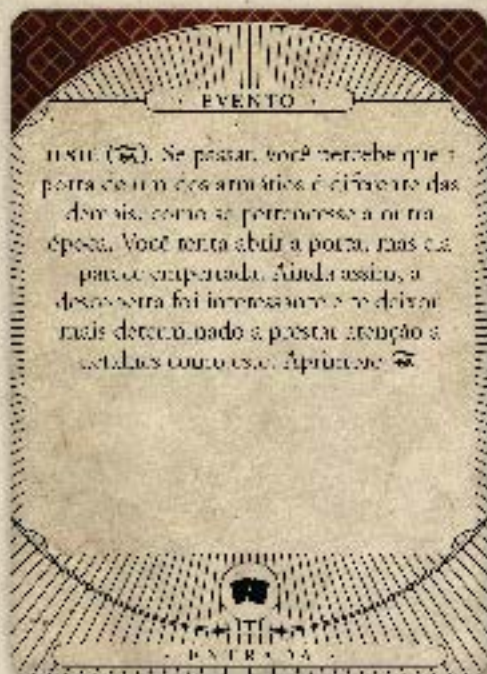 EVENTO
TESTE (). Se passar, você percebe que a
porta de um dos armários é diferente das
demais, como se pertencesse a outra
época. Você tenta abrir a porta, mas ela
parece emperrada. Ainda assim, a
descoberta foi interessante e te deixou
mais determinado a prestar atenção a
detalhes como este. Aprimore
ENTRADA